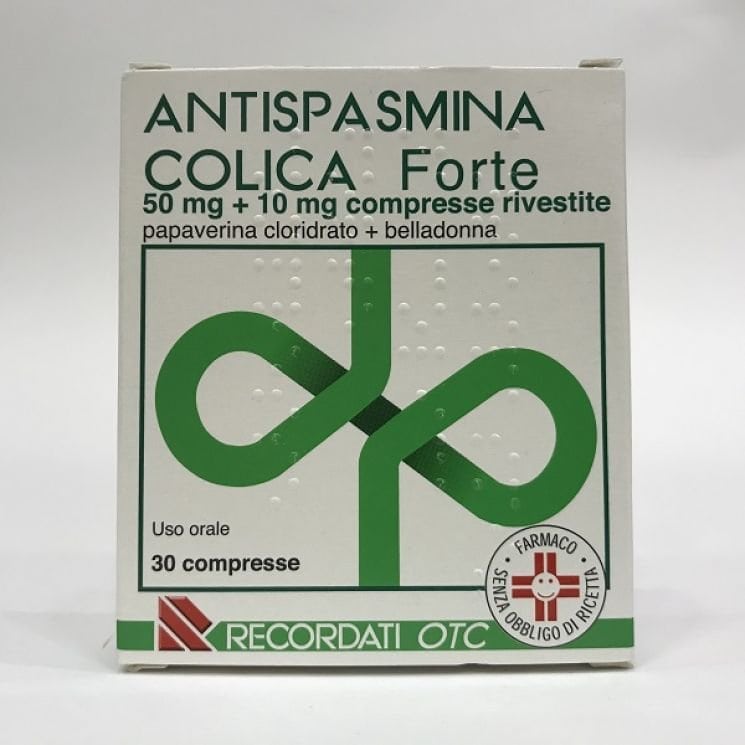 ANTISPASMINA
COLICA Forte
50 mg + 10 mg compresse rivestite
papaverina cloridrato + belladonna
Uso orale
30 compresse
• FARMACO •
SENZA OBBLIGO DI RICETTA
RECORDATI OTC